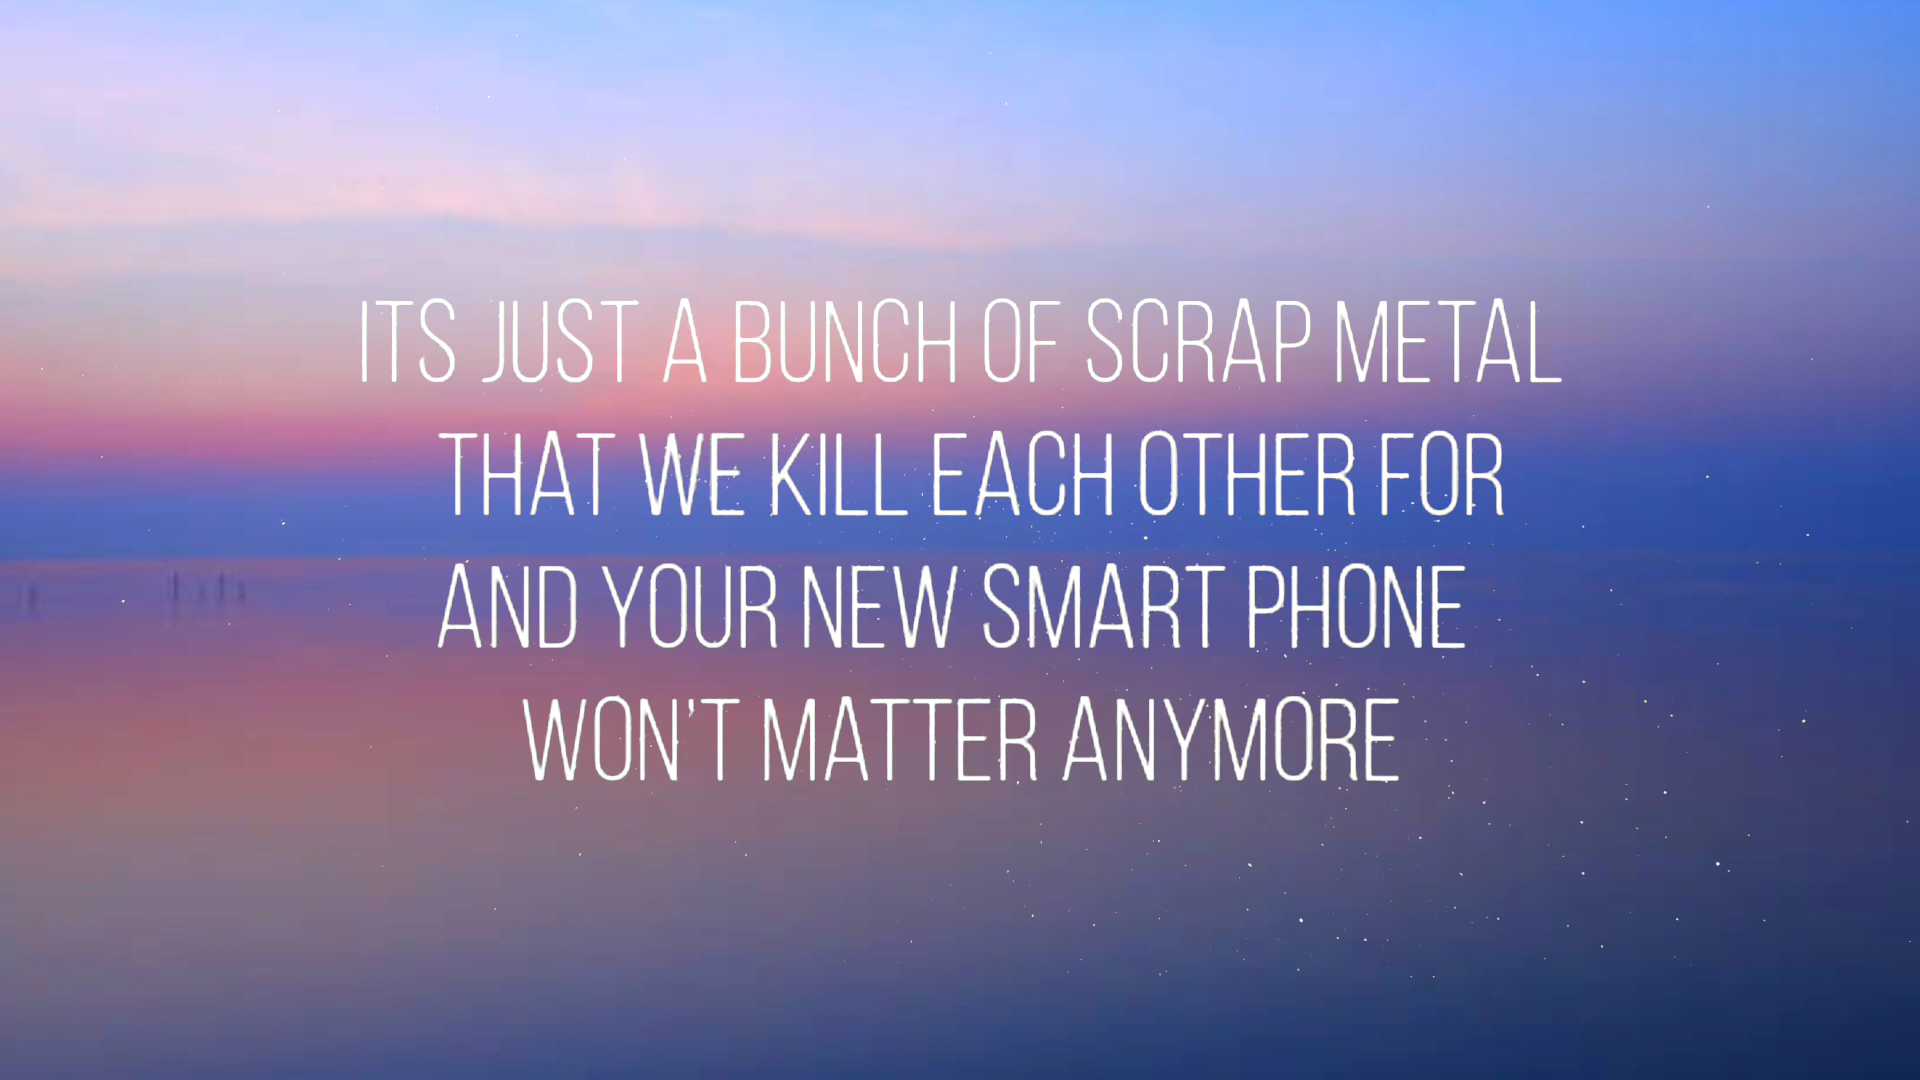 ITS JUST A BUNCH OF SCRAP METAL
THAT WE KILL EACH OTHER FOR
AND YOUR NEW SMART PHONE
WON'T MATTER ANYMORE